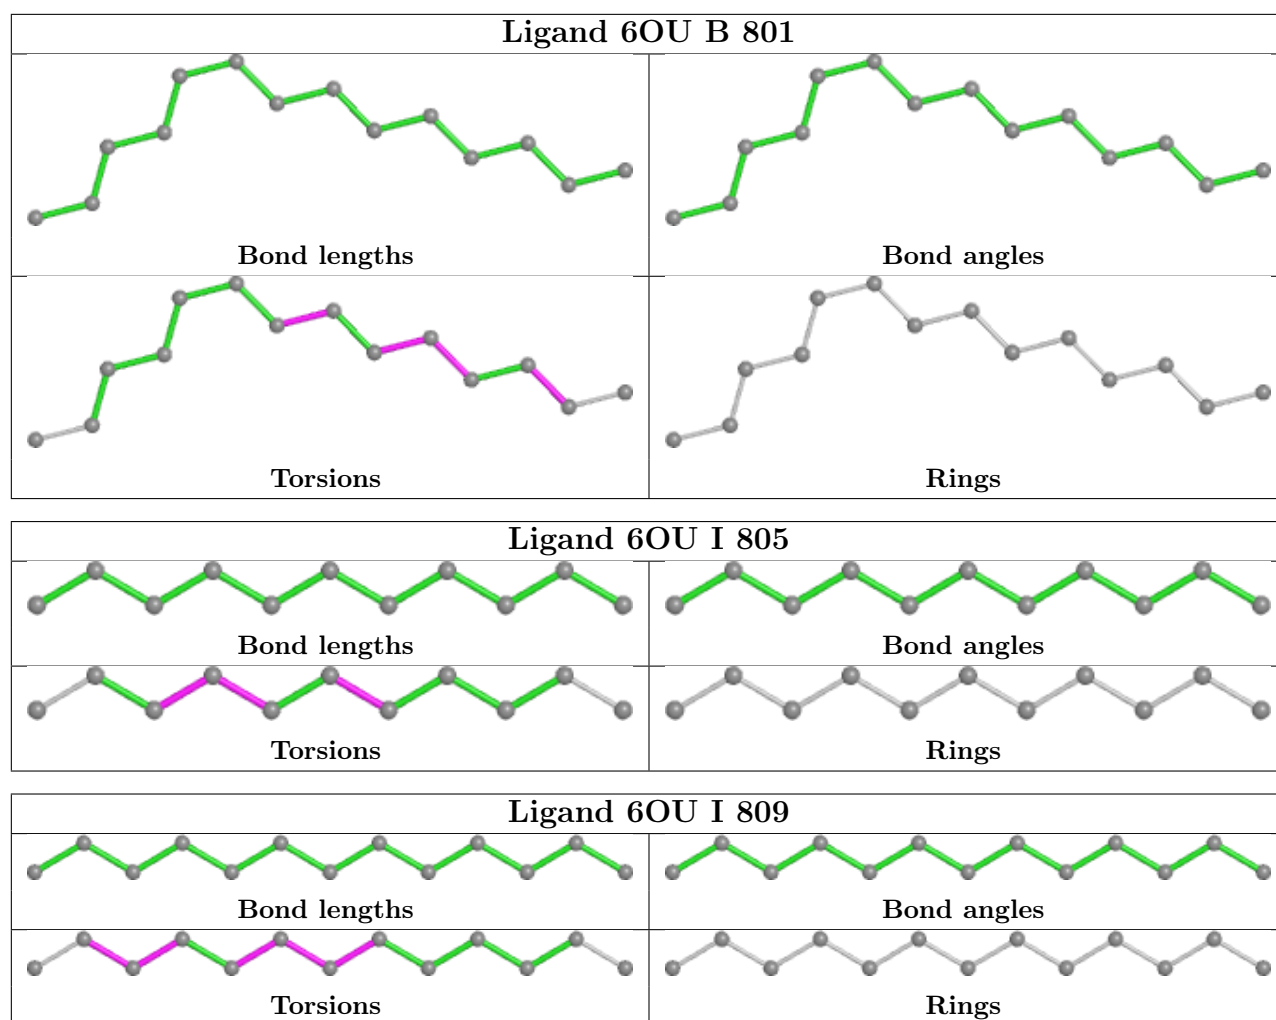 Ligand 6OU B 801
Bond lengths
Bond angles
Torsions
Rings
Ligand 6OU I 805
Bond lengths
Bond angles
Torsions
Rings
Ligand 6OU I 809
Bond lengths
Bond angles
Torsions
Rings